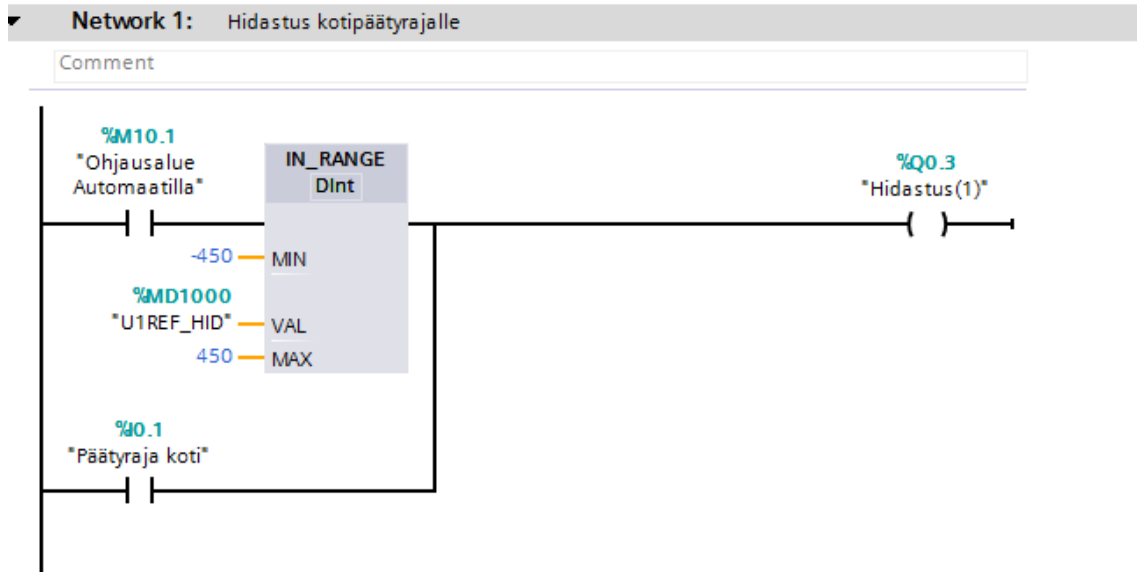 Network 1: Hidastus kotipäätyrajalle
Comment
%M10.1
"Ohjausalue
Automaatilla"
IN_RANGE
DInt
%Q0.3
"Hidastus(1)"
-450
MIN
%MD1000
"U1REF_HID"
VAL
450
MAX
%I0.1
"Päätyraja koti"